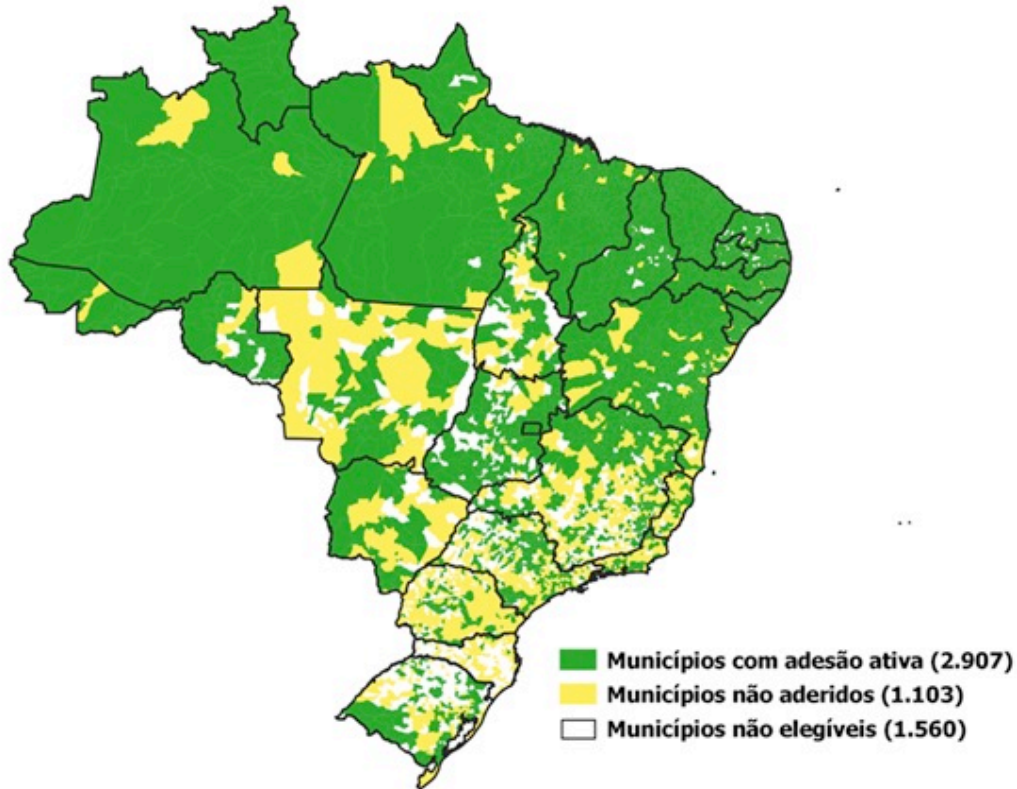 Municípios com adesão ativa (2.907)
Municípios não aderidos (1.103)
Municípios não elegíveis (1.560)